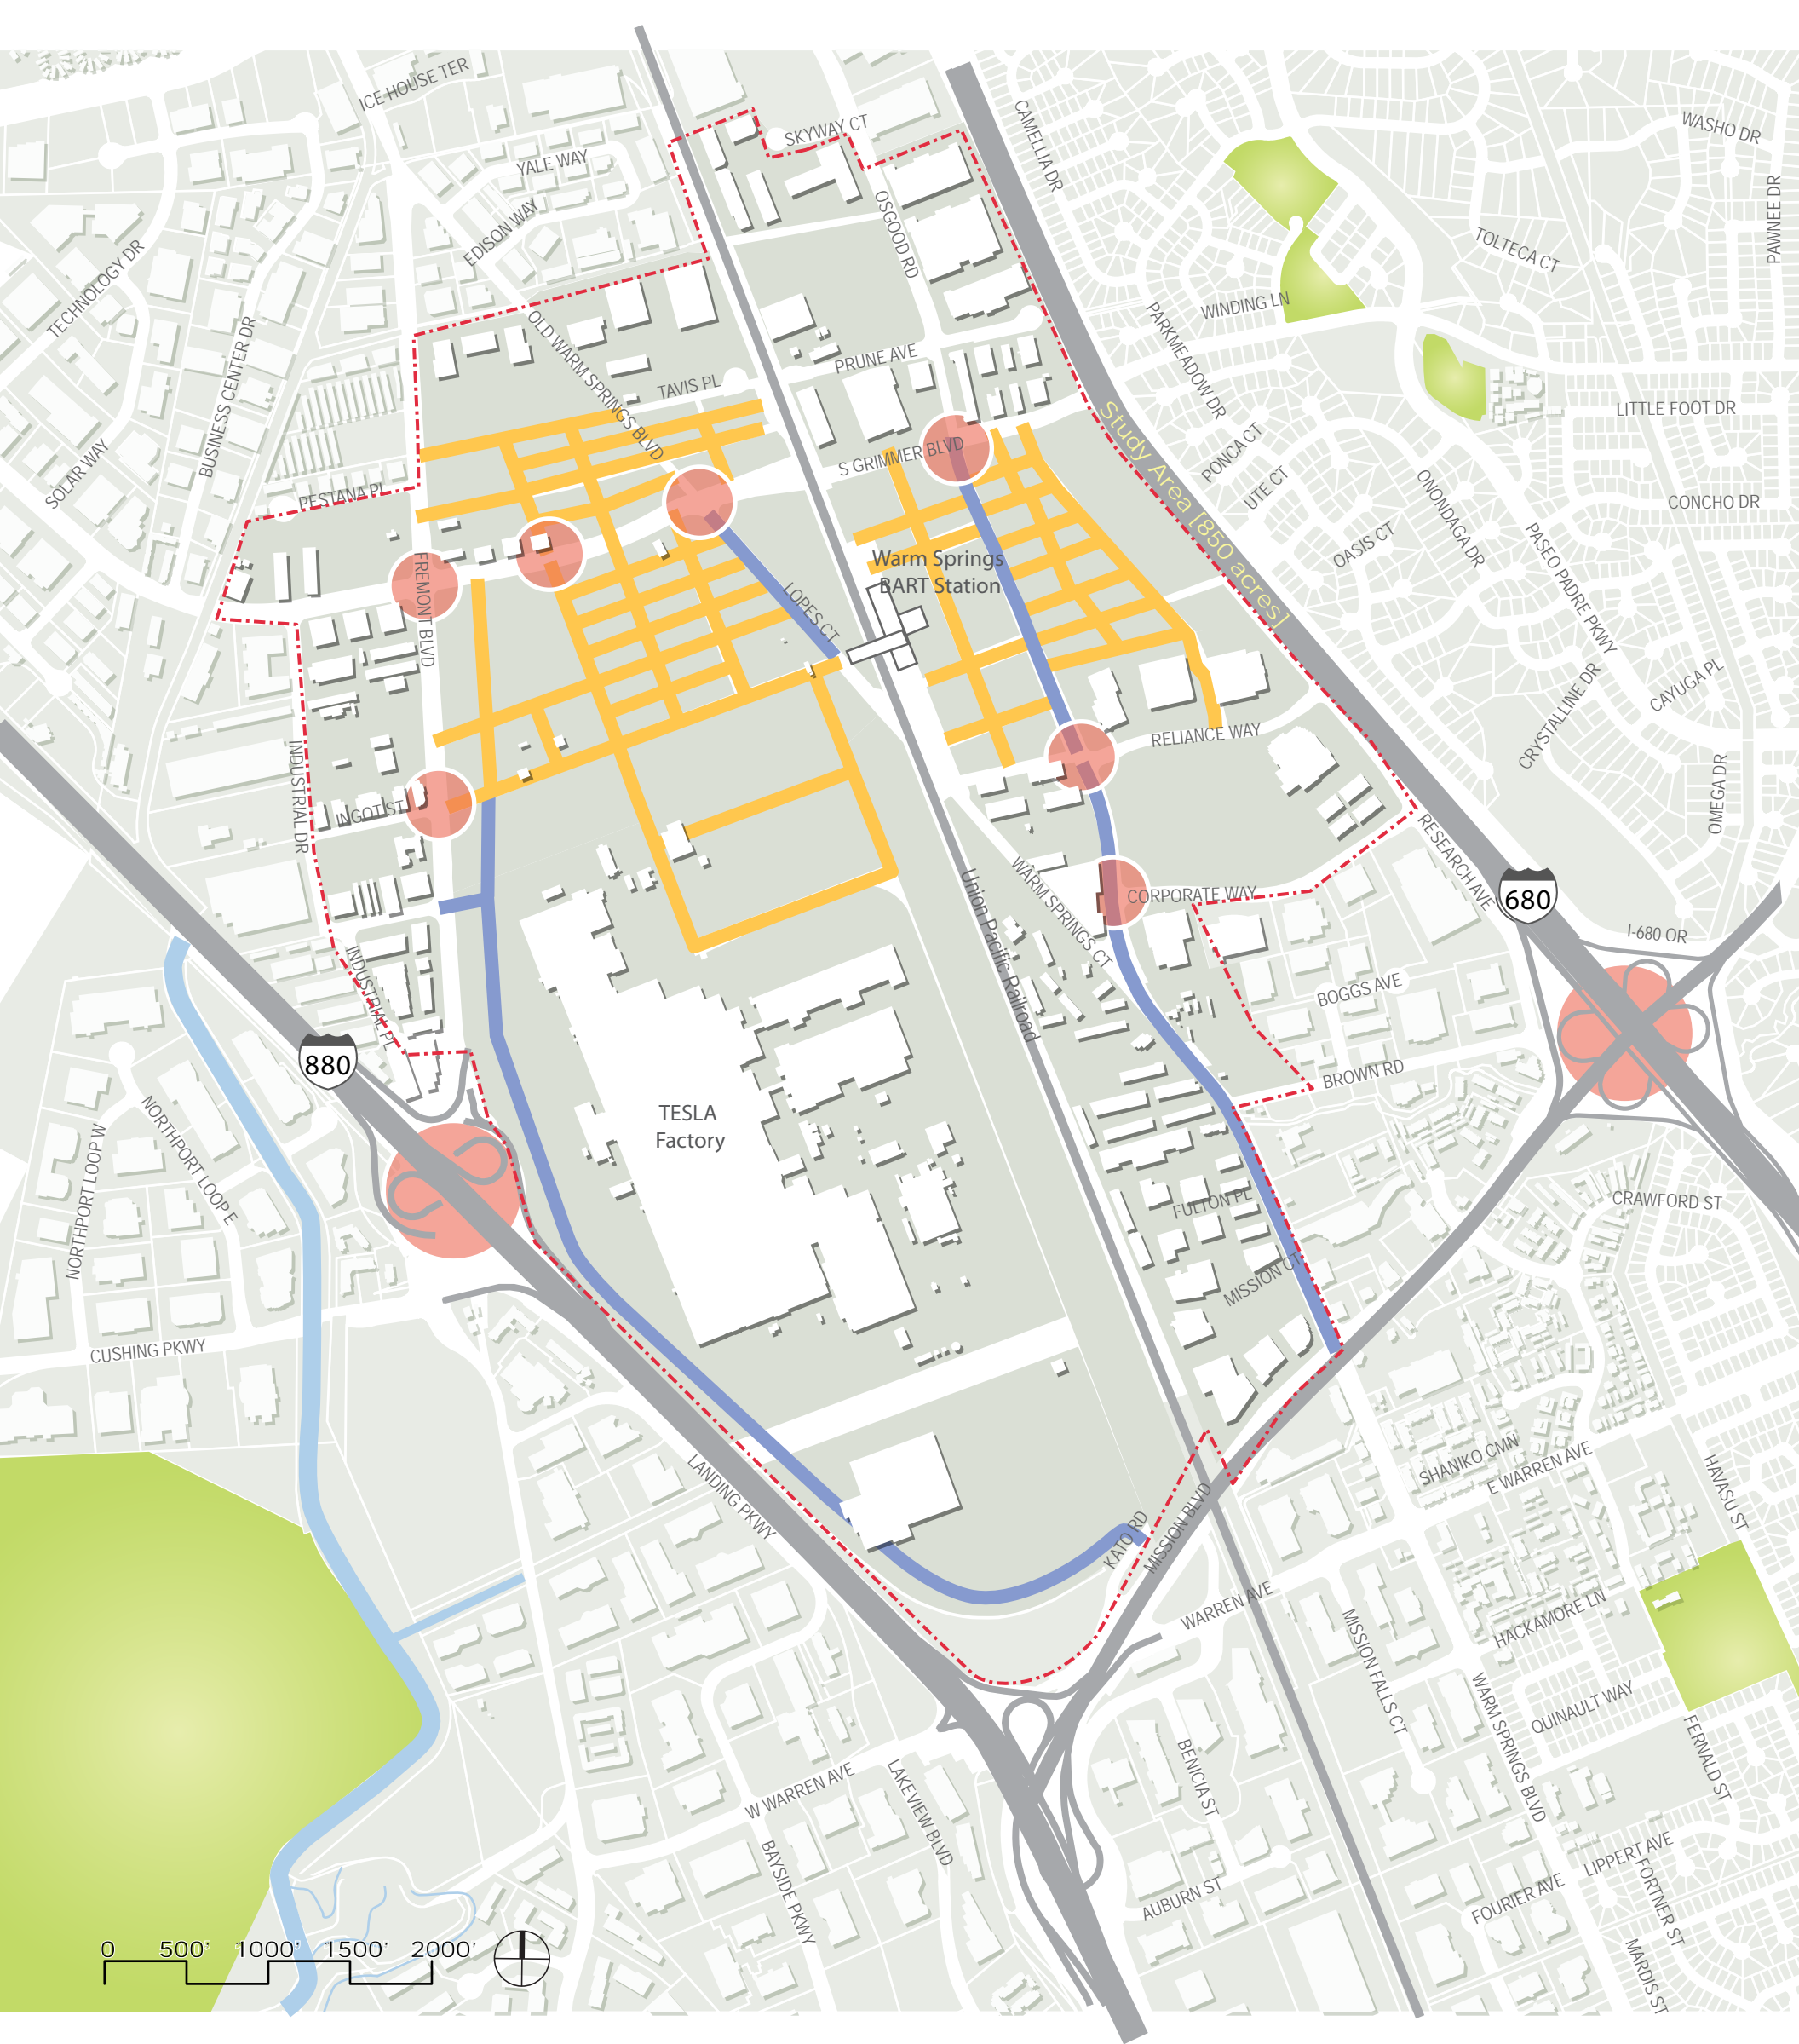 ICE HOUSE TER
SKYWAY CT
CAMELLIA DR
WASHO DR
YALE WAY
EDISON WAY
OSGOOD RD
PAWNEE DR
TOLTECA CT
TECHNOLOGY DR
WINDING LN
PARKMEADOW DR
BUSINESS CENTER DR
OLD WARM SPRINGS BLVD
PRUNE AVE
TAVIS PL
LITTLE FOOT DR
SOLAR WAY
S GRIMMER BLVD
Study Area [850 acres]
PONCA CT
UTE CT
PESTANA PL
ONONDAGA DR
CONCHO DR
OASIS CT
PASEO PADRE PKWY
FREMONT BLVD
Warm Springs
BART Station
LOPES CT
CAYUGA PL
CRYSTALLINE DR
RELIANCE WAY
INDUSTRIAL DR
INGOT ST
OMEGA DR
RESEARCH AVE
WARM SPRINGS CT
CORPORATE WAY
Union Pacific Railroad
680
I-680 OR
INDUSTRIAL PL
BOGGS AVE
880
BROWN RD
TESLA
Factory
NORTHPORT LOOP W
NORTHPORT LOOP E
FULTON PL
CRAWFORD ST
MISSION CT
CUSHING PKWY
LANDING PKWY
SHANIKO CMN
E WARREN AVE
HAVASU ST
KATO RD
MISSION BLVD
WARREN AVE
HACKAMORE LN
MISSION FALLS CT
WARM SPRINGS BLVD
QUINAULT WAY
FERNALD ST
BENICIA ST
W WARREN AVE
LAKEVIEW BLVD
BAYSIDE PKWY
AUBURN ST
LIPPERT AVE
FOURIER AVE
FORTNER ST
MARDIS ST
0 500' 1000' 1500' 2000'